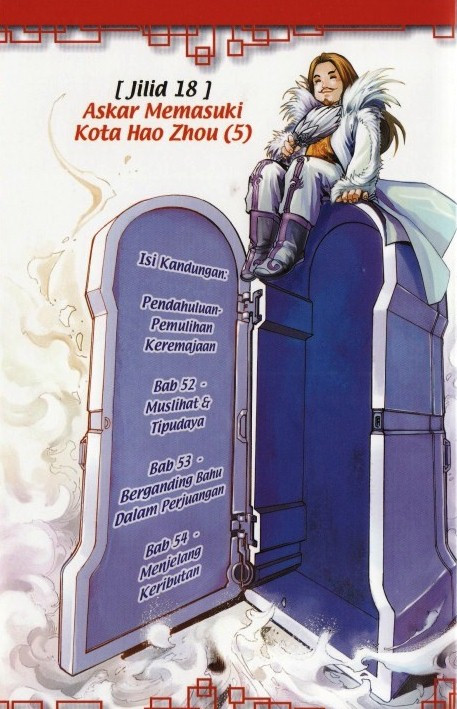 [ Jilid 18 ]
Askar Memasuki
Kota Hao Zhou (5)
Isi Kandungan:
Pendahuluan-
Pemulihan
Keremajaan
Bab 52 -
Muslihat &
Tipudaya
Bab 53 -
Berganding Bahu
Dalam Perjuangan
Bab 54 -
Menjelang
Keributan